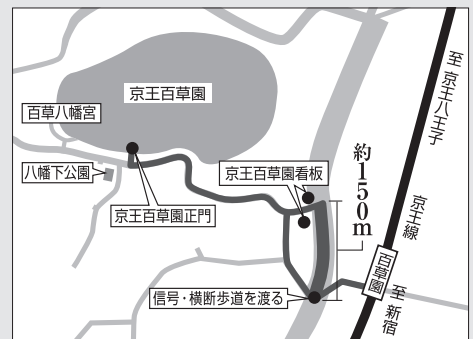 京王百草園
百草八幡宮
八幡下公園
京王百草園正門
京王百草園看板
約150m
信号・横断歩道を渡る
至 京王八王子
京王線
百草園
至 新宿